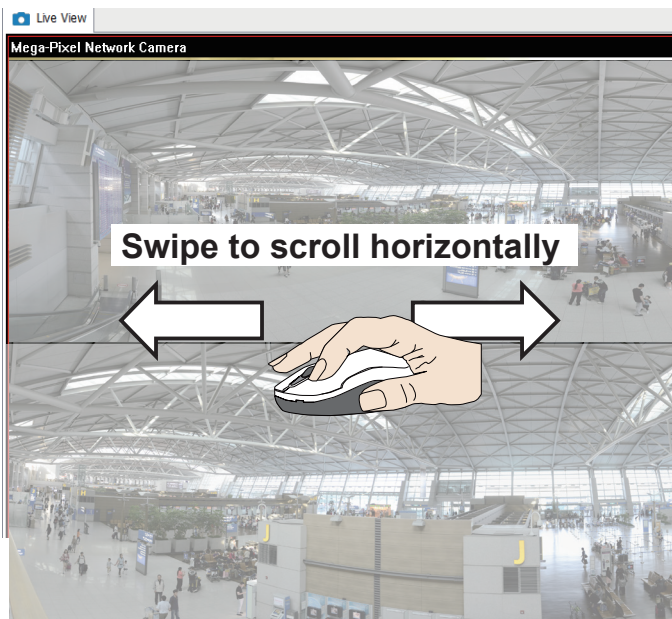 Live View
Mega-Pixel Network Camera
Swipe to scroll horizontally
J
J